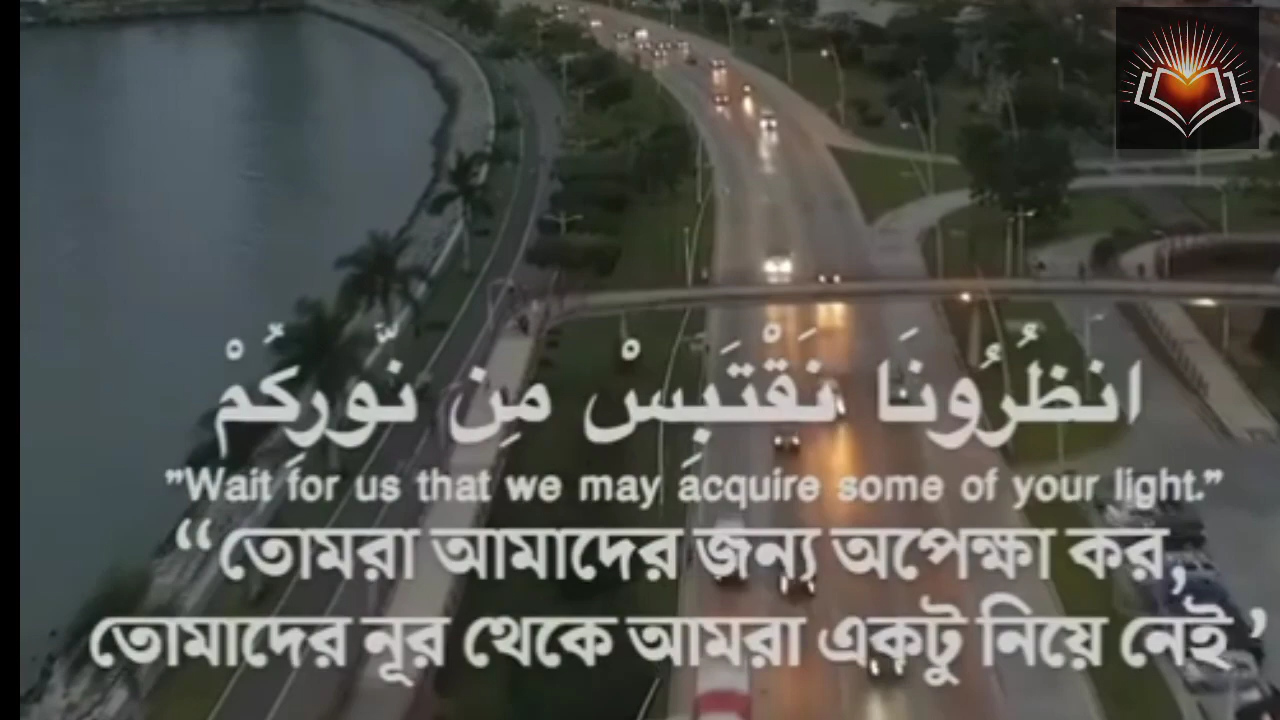 انظُرُونَا نَقْتَبِسْ مِن نُّورِكُمْ
"Wait for us that we may acquire some of your light."
“তোমরা আমাদের জন্য অপেক্ষা কর,
তোমাদের নূর থেকে আমরা একটু নিয়ে নেই’